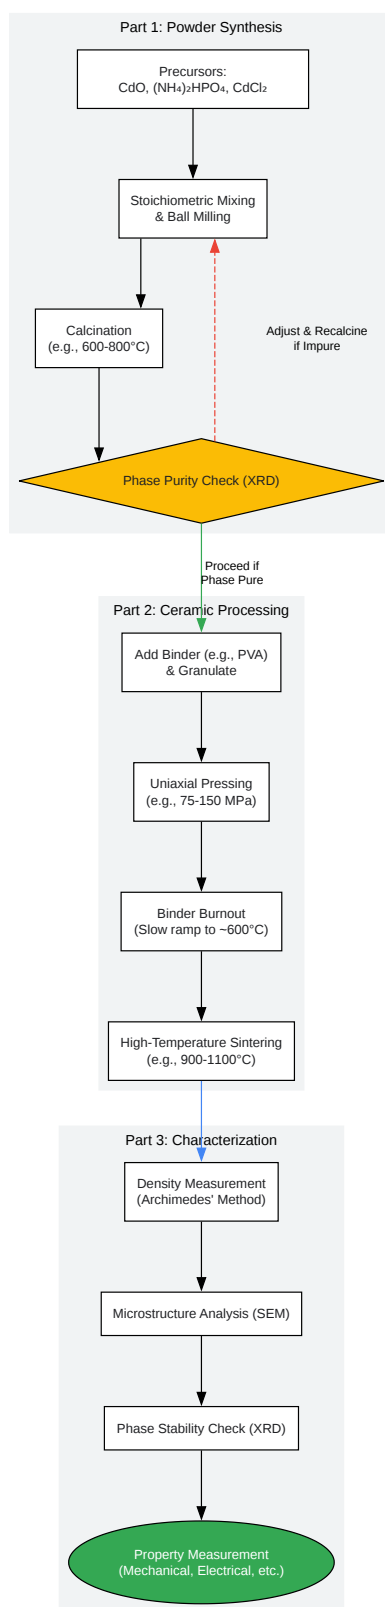 Part 1: Powder Synthesis
Precursors:
CdO, (NH₄)₂HPO₄, CdCl₂
Stoichiometric Mixing
& Ball Milling
Calcination
(e.g., 600-800°C)
Adjust & Recalcine
if Impure
Phase Purity Check (XRD)
Proceed if
Phase Pure
Part 2: Ceramic Processing
Add Binder (e.g., PVA)
& Granulate
Uniaxial Pressing
(e.g., 75-150 MPa)
Binder Burnout
(Slow ramp to ~600°C)
High-Temperature Sintering
(e.g., 900-1100°C)
Part 3: Characterization
Density Measurement
(Archimedes' Method)
Microstructure Analysis (SEM)
Phase Stability Check (XRD)
Property Measurement
(Mechanical, Electrical, etc.)